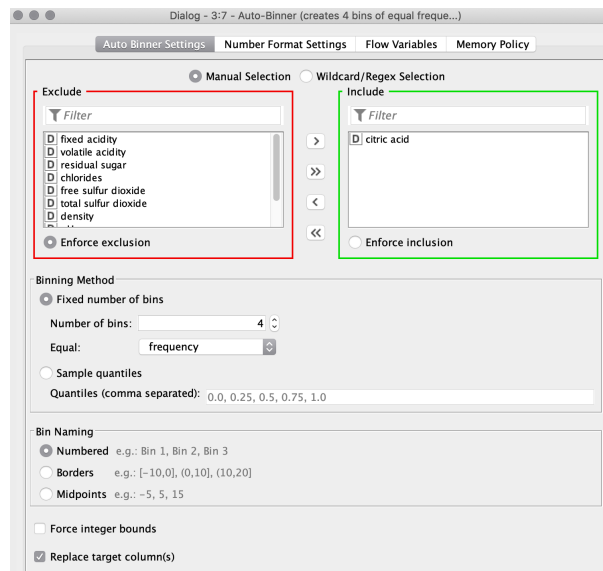 Dialog - 3:7 - Auto-Binner (creates 4 bins of equal freque...)
Auto Binner Settings Number Format Settings Flow Variables Memory Policy
Manual Selection Wildcard/Regex Selection
Exclude
Filter
D fixed acidity
D volatile acidity
D residual sugar
D chlorides
D free sulfur dioxide
D total sulfur dioxide
D density
Enforce exclusion
>
>>
<
<<
Include
Filter
D citric acid
Enforce inclusion
Binning Method
Fixed number of bins
Number of bins: 4
Equal: frequency
Sample quantiles
Quantiles (comma separated): 0.0, 0.25, 0.5, 0.75, 1.0
Bin Naming
Numbered e.g.: Bin 1, Bin 2, Bin 3
Borders e.g.: [-10,0], (0,10], (10,20]
Midpoints e.g.: -5, 5, 15
Force integer bounds
Replace target column(s)